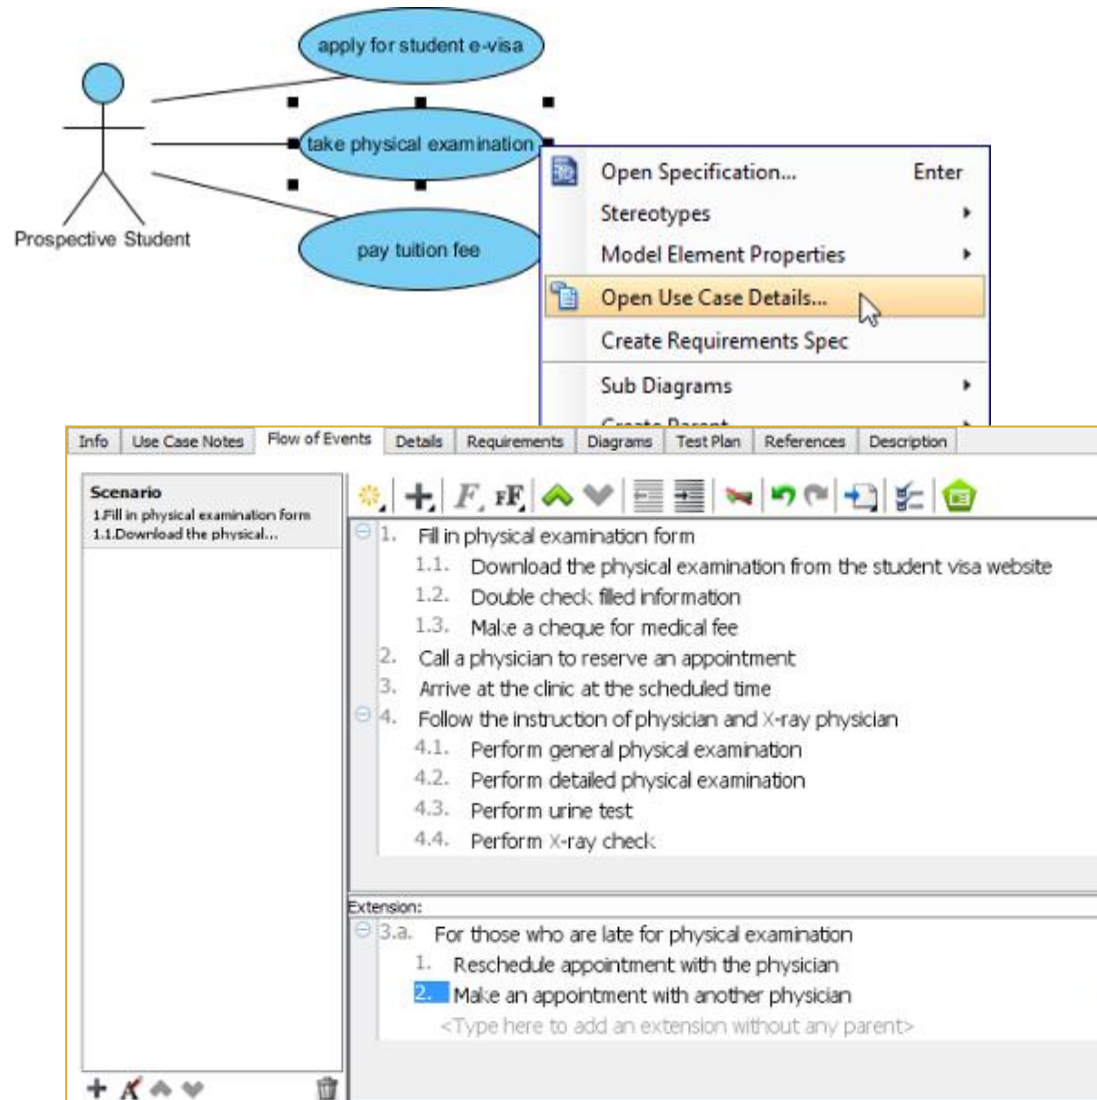 apply for student e-visa
take physical examination
pay tuition fee
Prospective Student
Open Specification... Enter
Stereotypes
Model Element Properties
Open Use Case Details...
Create Requirements Spec
Sub Diagrams
Create Parent
Info Use Case Notes Flow of Events Details Requirements Diagrams Test Plan References Description
Scenario
1.Fill in physical examination form
1.1.Download the physical...
1. Fill in physical examination form
1.1. Download the physical examination from the student visa website
1.2. Double check filled information
1.3. Make a cheque for medical fee
2. Call a physician to reserve an appointment
3. Arrive at the clinic at the scheduled time
4. Follow the instruction of physician and X-ray physician
4.1. Perform general physical examination
4.2. Perform detailed physical examination
4.3. Perform urine test
4.4. Perform X-ray check
Extension:
3.a. For those who are late for physical examination
1. Reschedule appointment with the physician
2. Make an appointment with another physician
<Type here to add an extension without any parent>